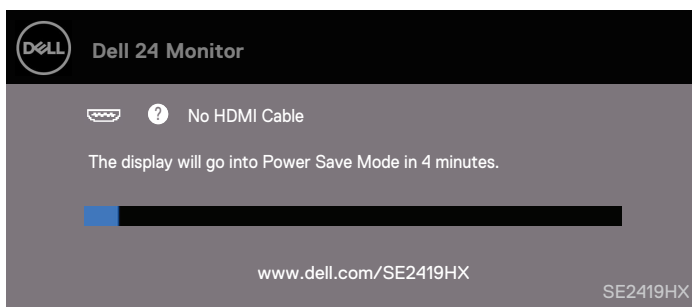 DELL
Dell 24 Monitor
? No HDMI Cable
The display will go into Power Save Mode in 4 minutes.
www.dell.com/SE2419HX
SE2419HX